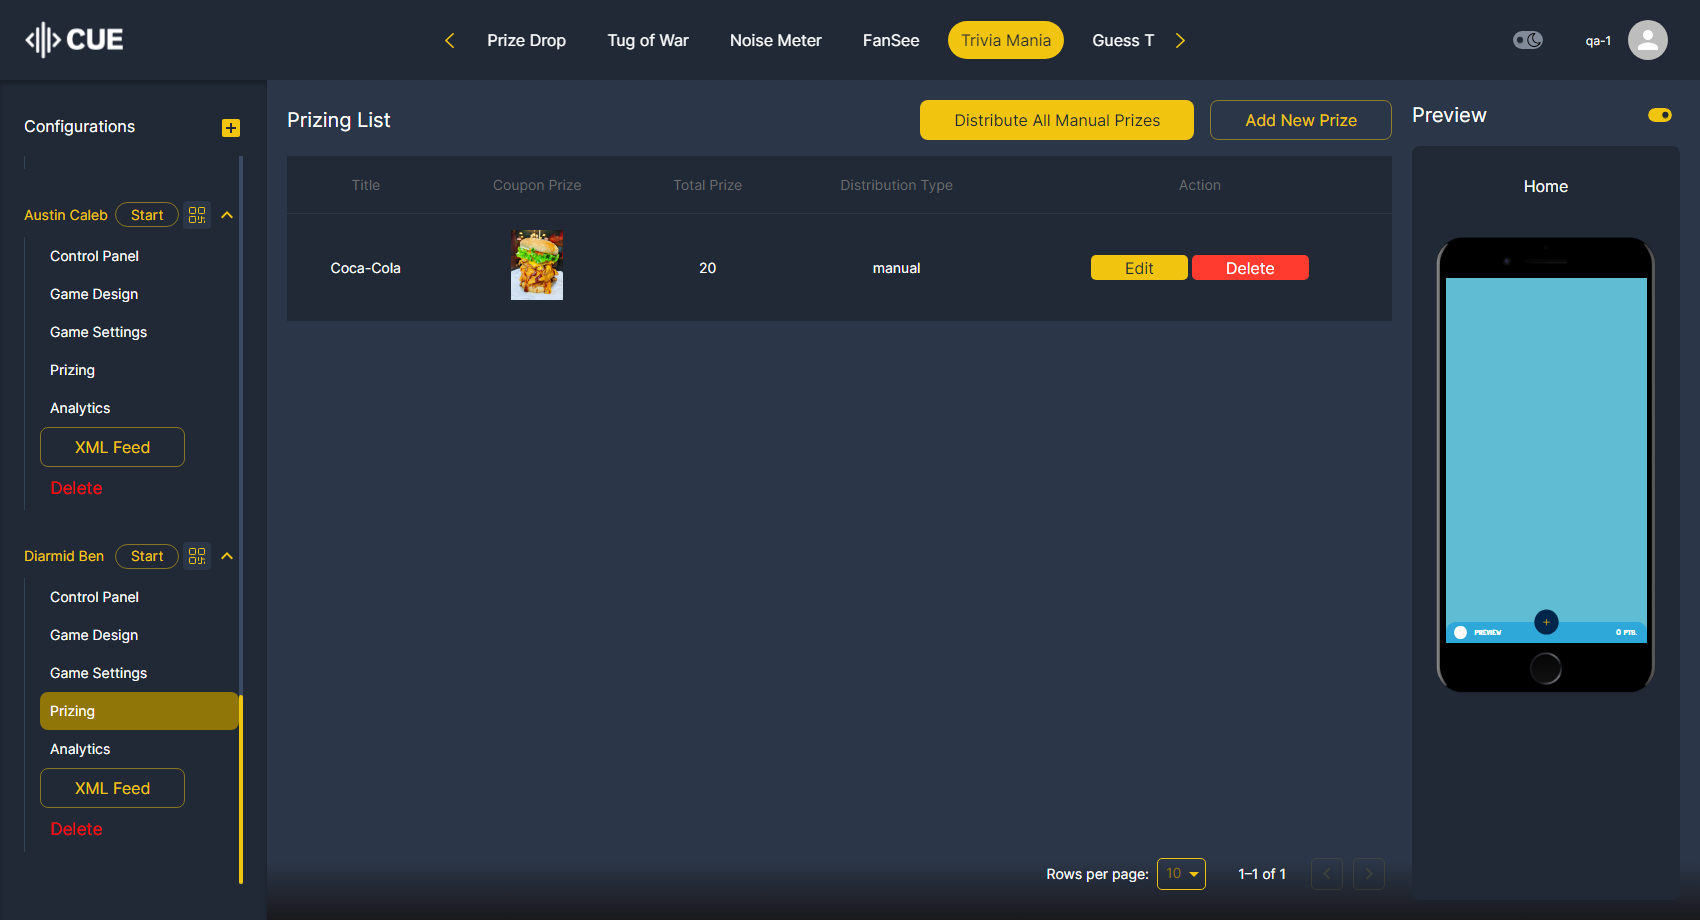 CUE
Prize Drop Tug of War Noise Meter FanSee Trivia Mania Guess T
qa-1
Configurations
Austin Caleb Start
Control Panel
Game Design
Game Settings
Prizing
Analytics
XML Feed
Delete
Diarmid Ben Start
Control Panel
Game Design
Game Settings
Prizing
Analytics
XML Feed
Delete
Prizing List
Distribute All Manual Prizes
Add New Prize
Title Coupon Prize Total Prize Distribution Type Action
Coca-Cola 20 manual Edit Delete
Rows per page: 10 1–1 of 1
Preview
Home
PREVIEW 0 PTS.